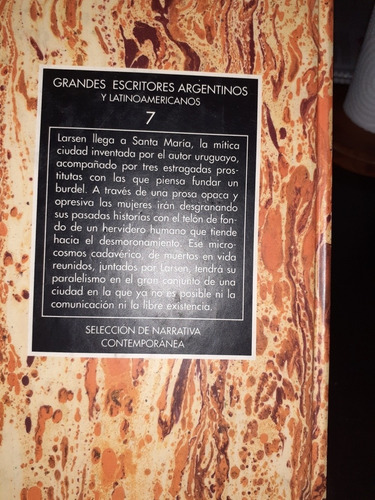 GRANDES ESCRITORES ARGENTINOS
Y LATINOAMERICANOS
7
Larsen llega a Santa María, la mítica
ciudad inventada por el autor uruguayo,
acompañado por tres estragadas pros-
titutas con las que piensa fundar un
burdel. A través de una prosa opaca y
opresiva las mujeres irán desgranando
sus pasadas historias con el telón de fon-
do de un hervidero humano que tiende
hacia el desmoronamiento. Ese micro-
cosmos cadavérico, de muertos en vida
reunidos, juntados por Larsen, tendrá su
paralelismo en el gran conjunto de una
ciudad en la que ya no es posible ni la
comunicación ni la libre existencia.
SELECCIÓN DE NARRATIVA
CONTEMPORÁNEA